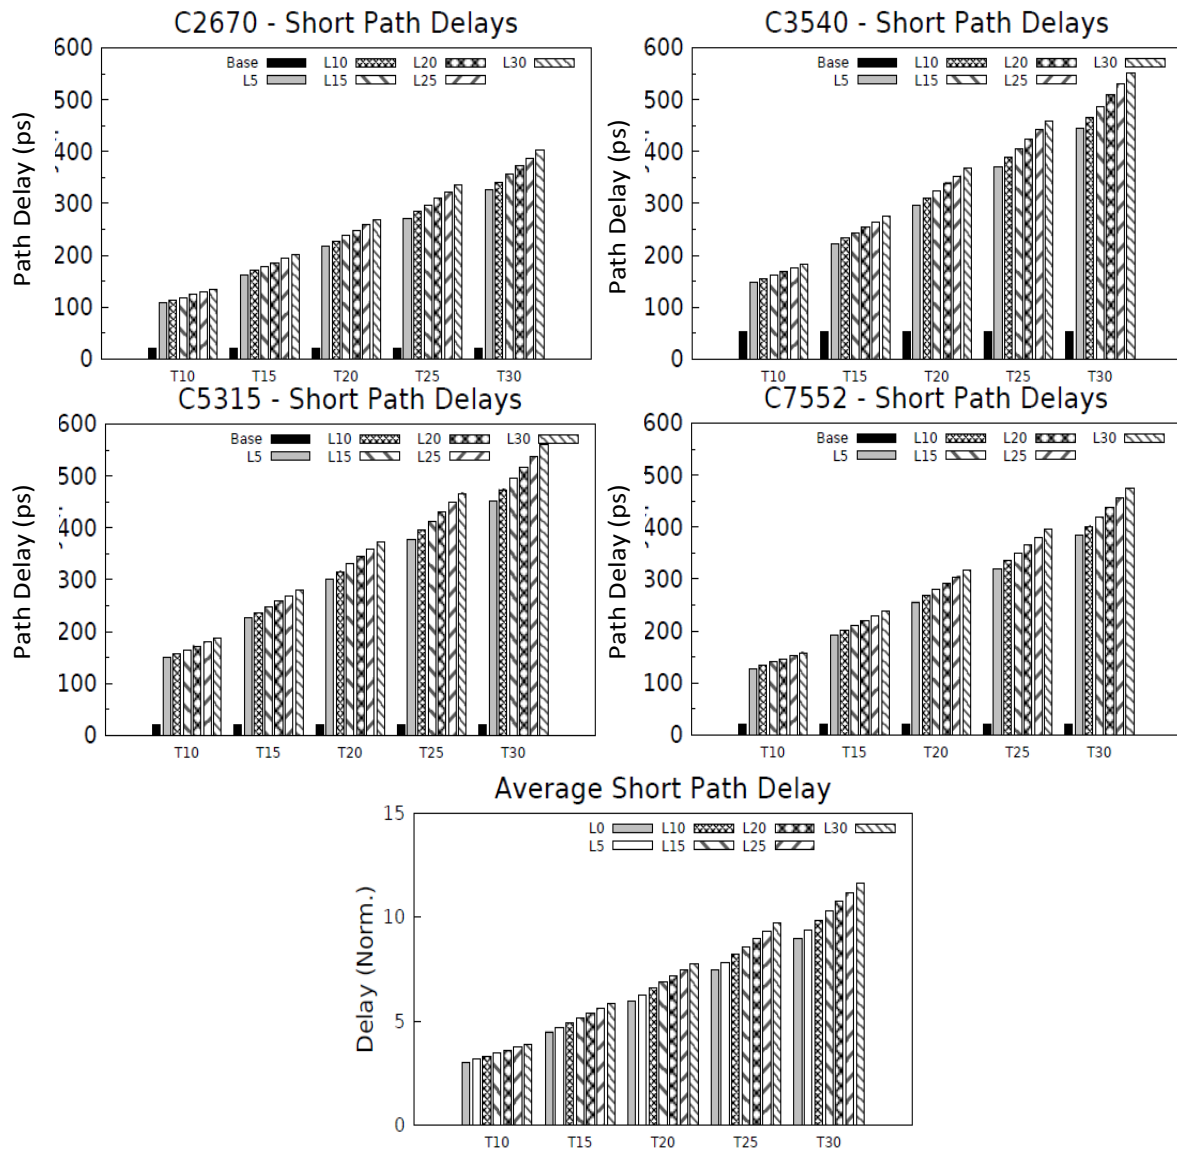 C2670 - Short Path Delays
Path Delay (ps)
600
500
400
300
200
100
0
Base L10 L20 L30
L5 L15 L25
T10 T15 T20 T25 T30
C3540 - Short Path Delays
Path Delay (ps)
600
500
400
300
200
100
0
Base L10 L20 L30
L5 L15 L25
T10 T15 T20 T25 T30
C5315 - Short Path Delays
Path Delay (ps)
600
500
400
300
200
100
0
Base L10 L20 L30
L5 L15 L25
T10 T15 T20 T25 T30
C7552 - Short Path Delays
Path Delay (ps)
600
500
400
300
200
100
0
Base L10 L20 L30
L5 L15 L25
T10 T15 T20 T25 T30
Average Short Path Delay
Delay (Norm.)
15
10
5
0
L0 L10 L20 L30
L5 L15 L25
T10 T15 T20 T25 T30